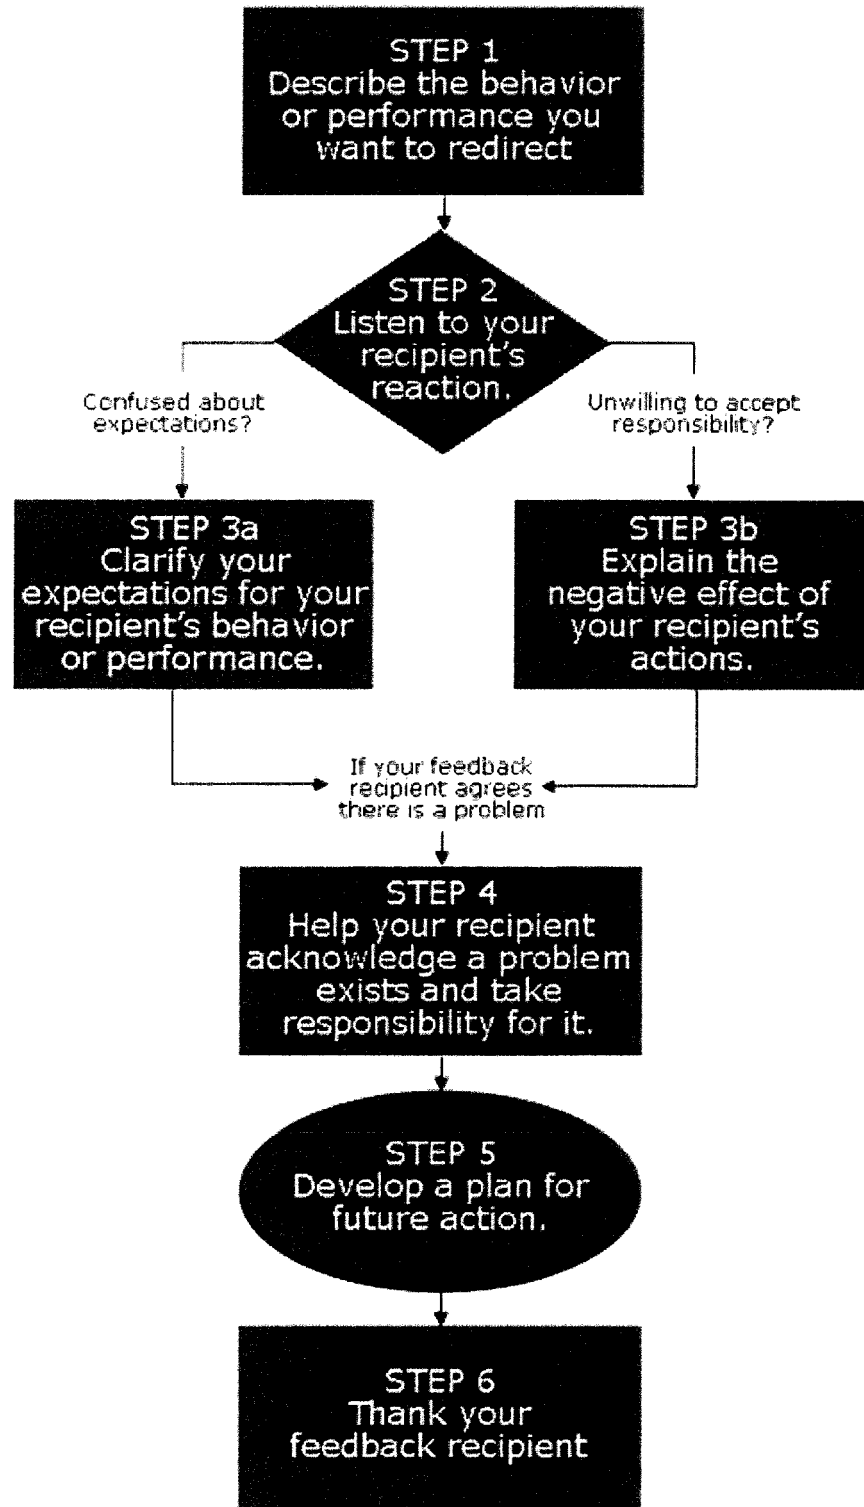 STEP 1
Describe the behavior
or performance you
want to redirect
STEP 2
Listen to your
recipient's
reaction.
Confused about
expectations?
Unwilling to accept
responsibility?
STEP 3a
Clarify your
expectations for your
recipient's behavior
or performance.
STEP 3b
Explain the
negative effect of
your recipient's
actions.
If your feedback
recipient agrees
there is a problem
STEP 4
Help your recipient
acknowledge a problem
exists and take
responsibility for it.
STEP 5
Develop a plan for
future action.
STEP 6
Thank your
feedback recipient